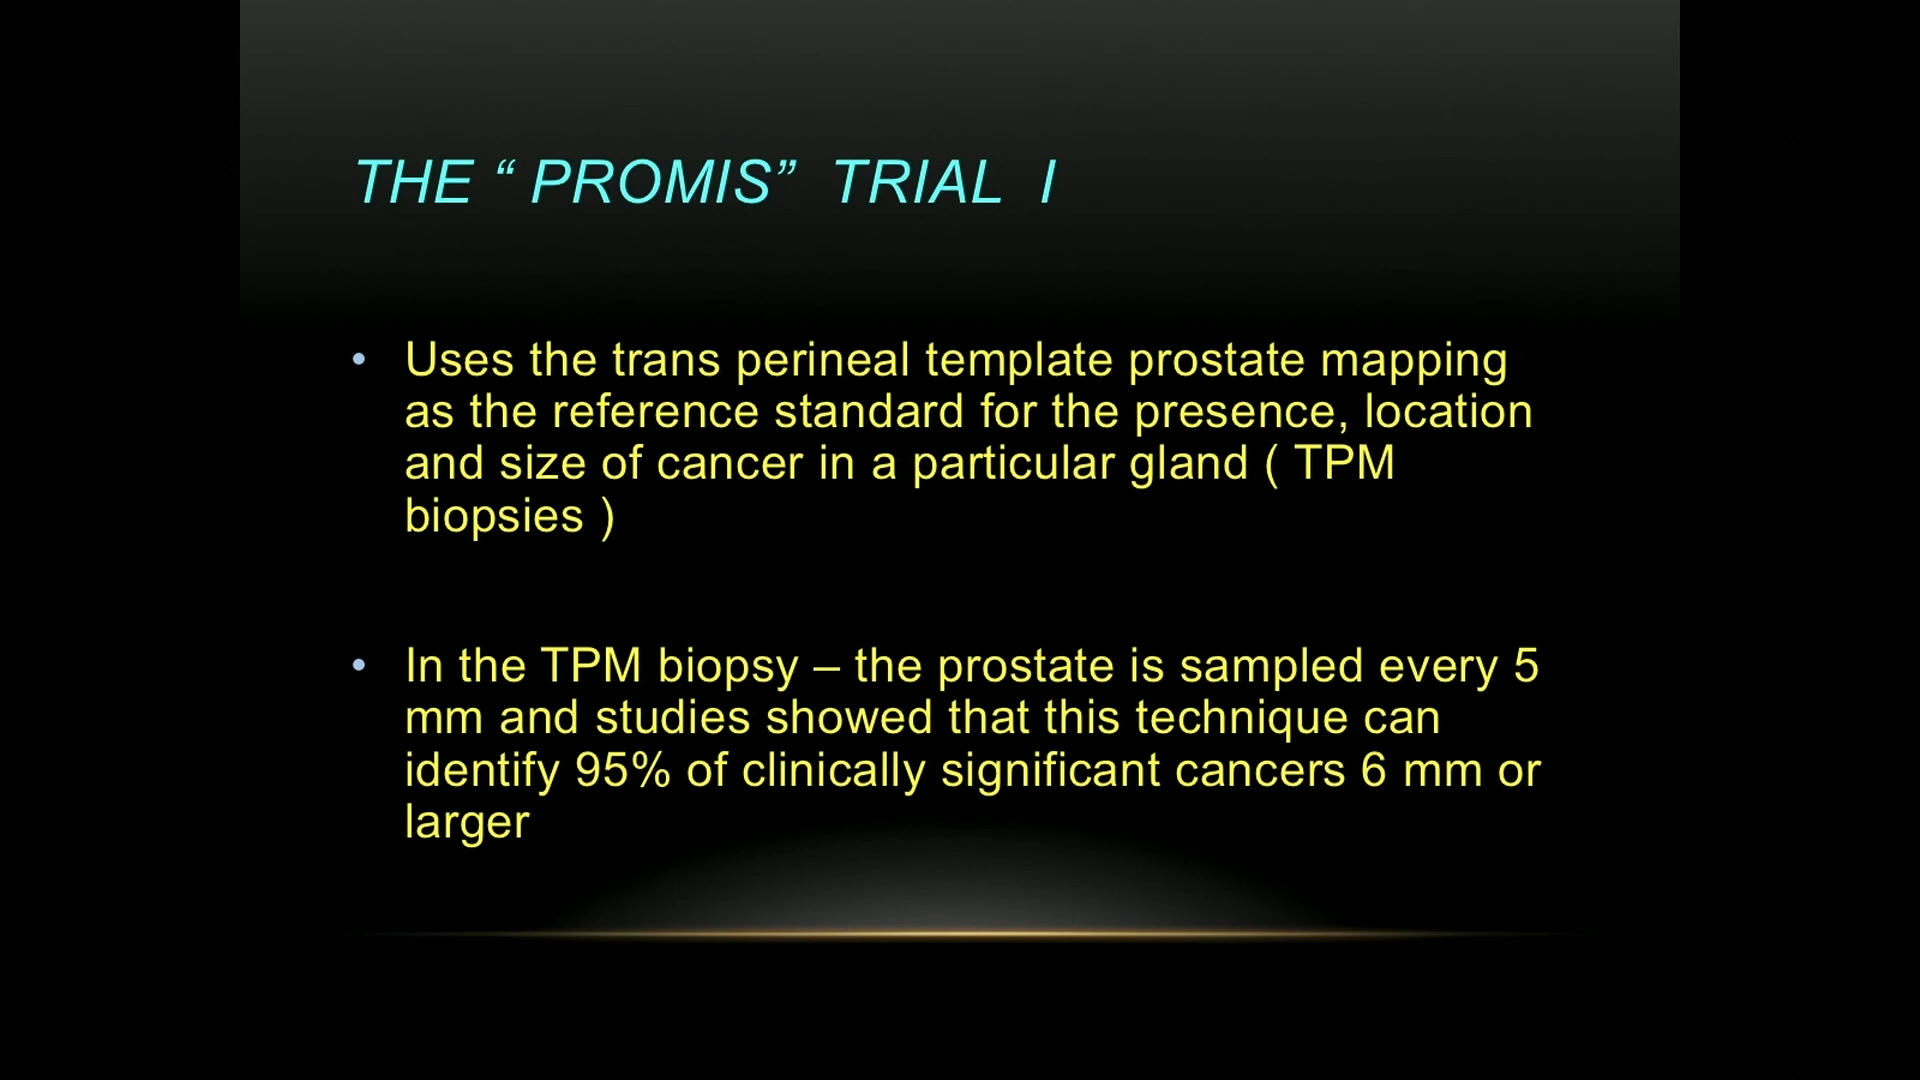 THE “ PROMIS”  TRIAL  I
• Uses the trans perineal template prostate mapping
as the reference standard for the presence, location
and size of cancer in a particular gland ( TPM
biopsies )
• In the TPM biopsy – the prostate is sampled every 5
mm and studies showed that this technique can
identify 95% of clinically significant cancers 6 mm or
larger